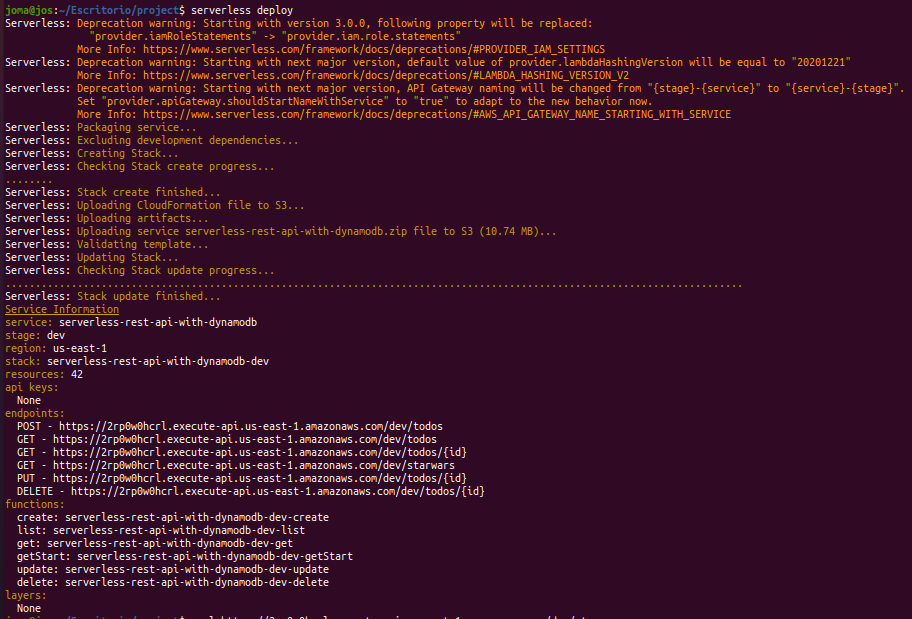 joma@jos:~/Escritorio/project$ serverless deploy
Serverless: Deprecation warning: Starting with version 3.0.0, following property will be replaced:
"provider.iamRoleStatements" -> "provider.iam.role.statements"
More Info: https://www.serverless.com/framework/docs/deprecations/#PROVIDER_IAM_SETTINGS
Serverless: Deprecation warning: Starting with next major version, default value of provider.lambdaHashingVersion will be equal to "20201221"
More Info: https://www.serverless.com/framework/docs/deprecations/#LAMBDA_HASHING_VERSION_V2
Serverless: Deprecation warning: Starting with next major version, API Gateway naming will be changed from "{stage}-{service}" to "{service}-{stage}".
Set "provider.apiGateway.shouldStartNameWithService" to "true" to adapt to the new behavior now.
More Info: https://www.serverless.com/framework/docs/deprecations/#AWS_API_GATEWAY_NAME_STARTING_WITH_SERVICE
Serverless: Packaging service...
Serverless: Excluding development dependencies...
Serverless: Creating Stack...
Serverless: Checking Stack create progress...
........
Serverless: Stack create finished...
Serverless: Uploading CloudFormation file to S3...
Serverless: Uploading artifacts...
Serverless: Uploading service serverless-rest-api-with-dynamodb.zip file to S3 (10.74 MB)...
Serverless: Validating template...
Serverless: Updating Stack...
Serverless: Checking Stack update progress...
...........................................................................................................................
Serverless: Stack update finished...
Service Information
service: serverless-rest-api-with-dynamodb
stage: dev
region: us-east-1
stack: serverless-rest-api-with-dynamodb-dev
resources: 42
api keys:
None
endpoints:
POST - https://2rp0w0hcrl.execute-api.us-east-1.amazonaws.com/dev/todos
GET - https://2rp0w0hcrl.execute-api.us-east-1.amazonaws.com/dev/todos
GET - https://2rp0w0hcrl.execute-api.us-east-1.amazonaws.com/dev/todos/{id}
GET - https://2rp0w0hcrl.execute-api.us-east-1.amazonaws.com/dev/starwars
PUT - https://2rp0w0hcrl.execute-api.us-east-1.amazonaws.com/dev/todos/{id}
DELETE - https://2rp0w0hcrl.execute-api.us-east-1.amazonaws.com/dev/todos/{id}
functions:
create: serverless-rest-api-with-dynamodb-dev-create
list: serverless-rest-api-with-dynamodb-dev-list
get: serverless-rest-api-with-dynamodb-dev-get
getStart: serverless-rest-api-with-dynamodb-dev-getStart
update: serverless-rest-api-with-dynamodb-dev-update
delete: serverless-rest-api-with-dynamodb-dev-delete
layers:
None